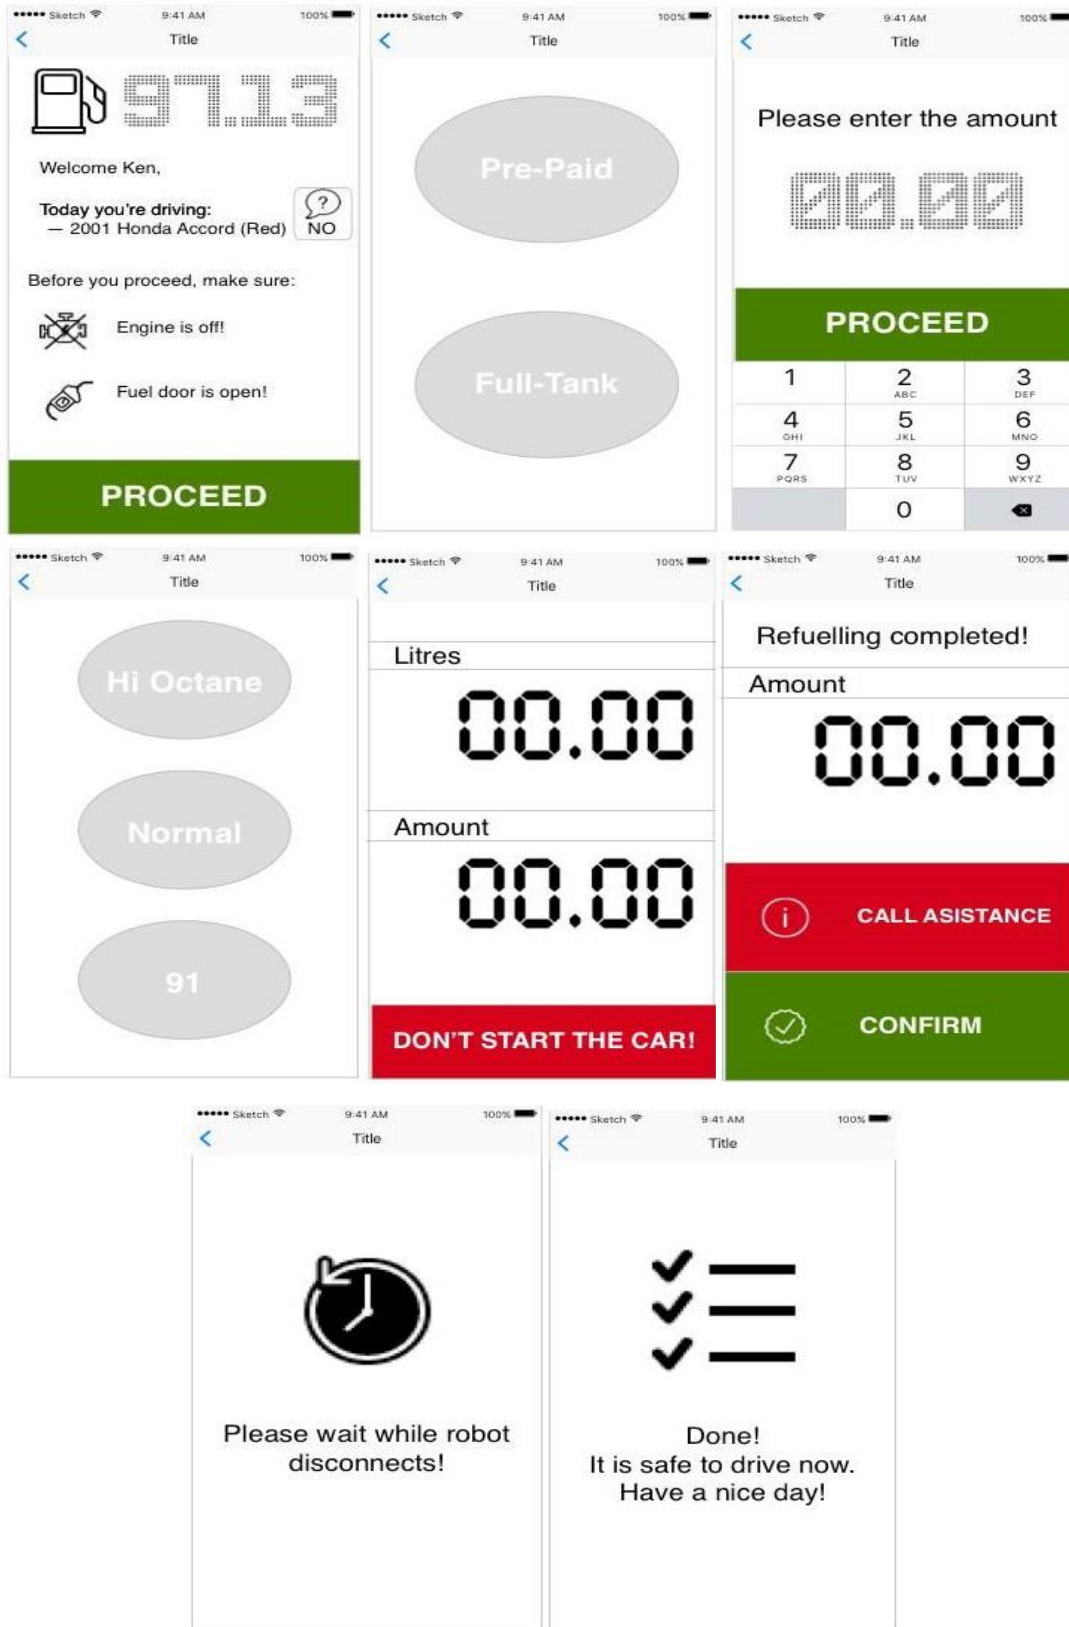 Sketch 9:41 AM 100%
Title
97.13
Welcome Ken,
Today you're driving:
— 2001 Honda Accord (Red)
?
NO
Before you proceed, make sure:
Engine is off!
Fuel door is open!
PROCEED
Sketch 9:41 AM 100%
Title
Pre-Paid
Full-Tank
Sketch 9:41 AM 100%
Title
Please enter the amount
00.00
PROCEED
1 2 3
ABC DEF
4 5 6
GHI JKL MNO
7 8 9
PQRS TUV WXYZ
0
Sketch 9:41 AM 100%
Title
Hi Octane
Normal
91
Sketch 9:41 AM 100%
Title
Litres
00.00
Amount
00.00
DON'T START THE CAR!
Sketch 9:41 AM 100%
Title
Refuelling completed!
Amount
00.00
i CALL ASISTANCE
CONFIRM
Sketch 9:41 AM 100%
Title
Please wait while robot
disconnects!
Sketch 9:41 AM 100%
Title
Done!
It is safe to drive now.
Have a nice day!